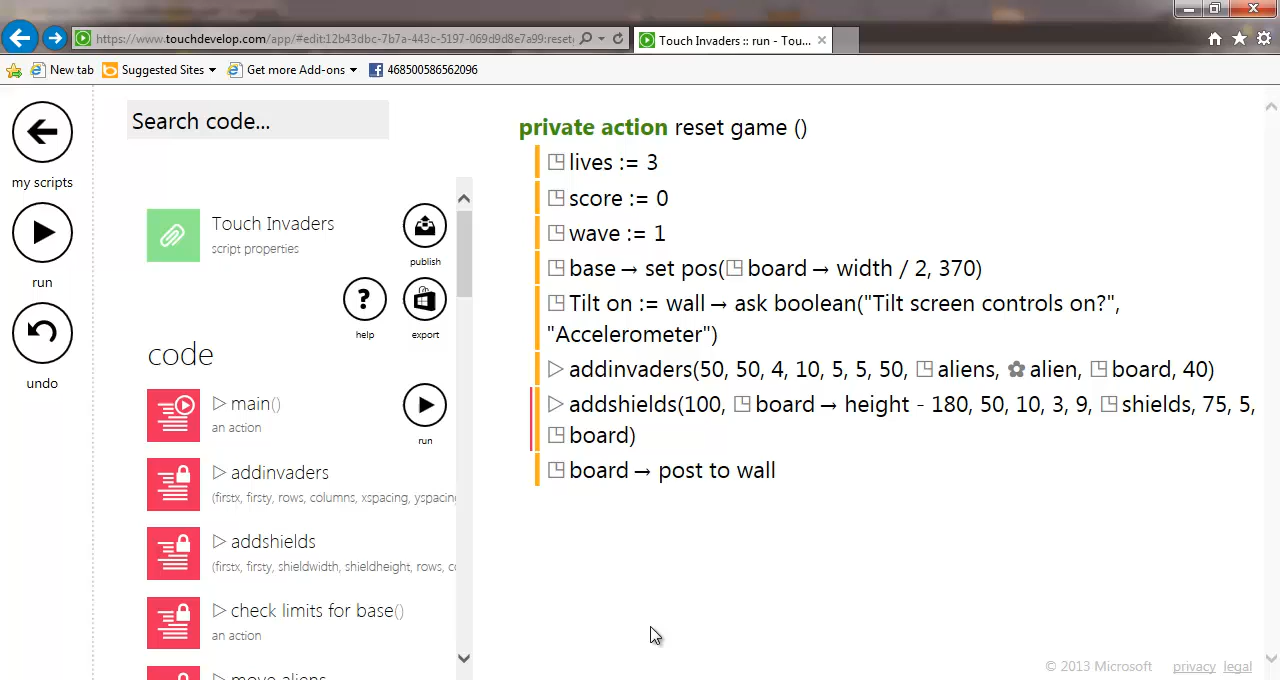 https://www.touchdevelop.com/app/#edit:12b43dbc-7b7a-443c-5197-069d9d8e7a99:reset
Touch Invaders :: run - Tou...
New tab
Suggested Sites
Get more Add-ons
468500586562096
my scripts
run
undo
Search code...
Touch Invaders
script properties
publish
help
export
code
main()
an action
run
addinvaders
(firstx, firsty, rows, columns, xspacing, yspacing
addshields
(firstx, firsty, shieldwidth, shieldheight, rows, co
check limits for base()
an action
move aliens
private action reset game ()
lives := 3
score := 0
wave := 1
base → set pos(board → width / 2, 370)
Tilt on := wall → ask boolean("Tilt screen controls on?",
"Accelerometer")
addinvaders(50, 50, 4, 10, 5, 5, 50, aliens, alien, board, 40)
addshields(100, board → height - 180, 50, 10, 3, 9, shields, 75, 5,
board)
board → post to wall
© 2013 Microsoft privacy legal